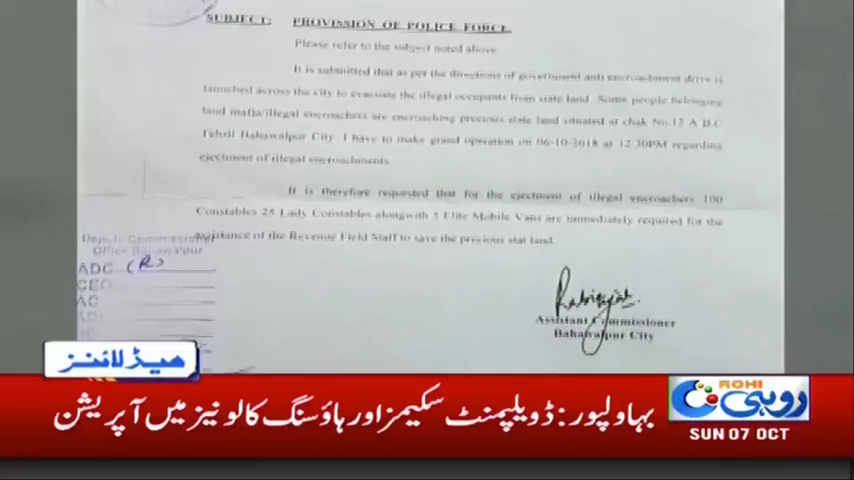 SUBJECT: PROVISSION OF POLICE FORCE
Please refer to the subject noted above.
It is submitted that as per the directions of government anti encroachment drive is
launched across the city to evacuate the illegal occupants from state land. Some people belonging
land mafia/illegal encroachers are encroaching precious state land situated at chak No.12 A B.C
Tehsil Bahawalpur City. I have to make grand operation on 06-10-2018 at 12:30PM regarding
ejectment of illegal encroachments.
It is therefore requested that for the ejectment of illegal encroachers 100
Constables 25 Lady Constables alongwith 5 Elite Mobile Vans are immediately required for the
assistance of the Revenue Field Staff to save the previous stat land.
Deputy Commissioner
Office Bahawalpur
ADC (R)
CEO
AC
Assistant Commissioner
Bahawalpur City
ھیڈلائنز
بہاولپور: ڈویلپمنٹ سکیمز اور ہاؤسنگ کالونیز میں آپریشن
ROHI
روہی
SUN 07 OCT